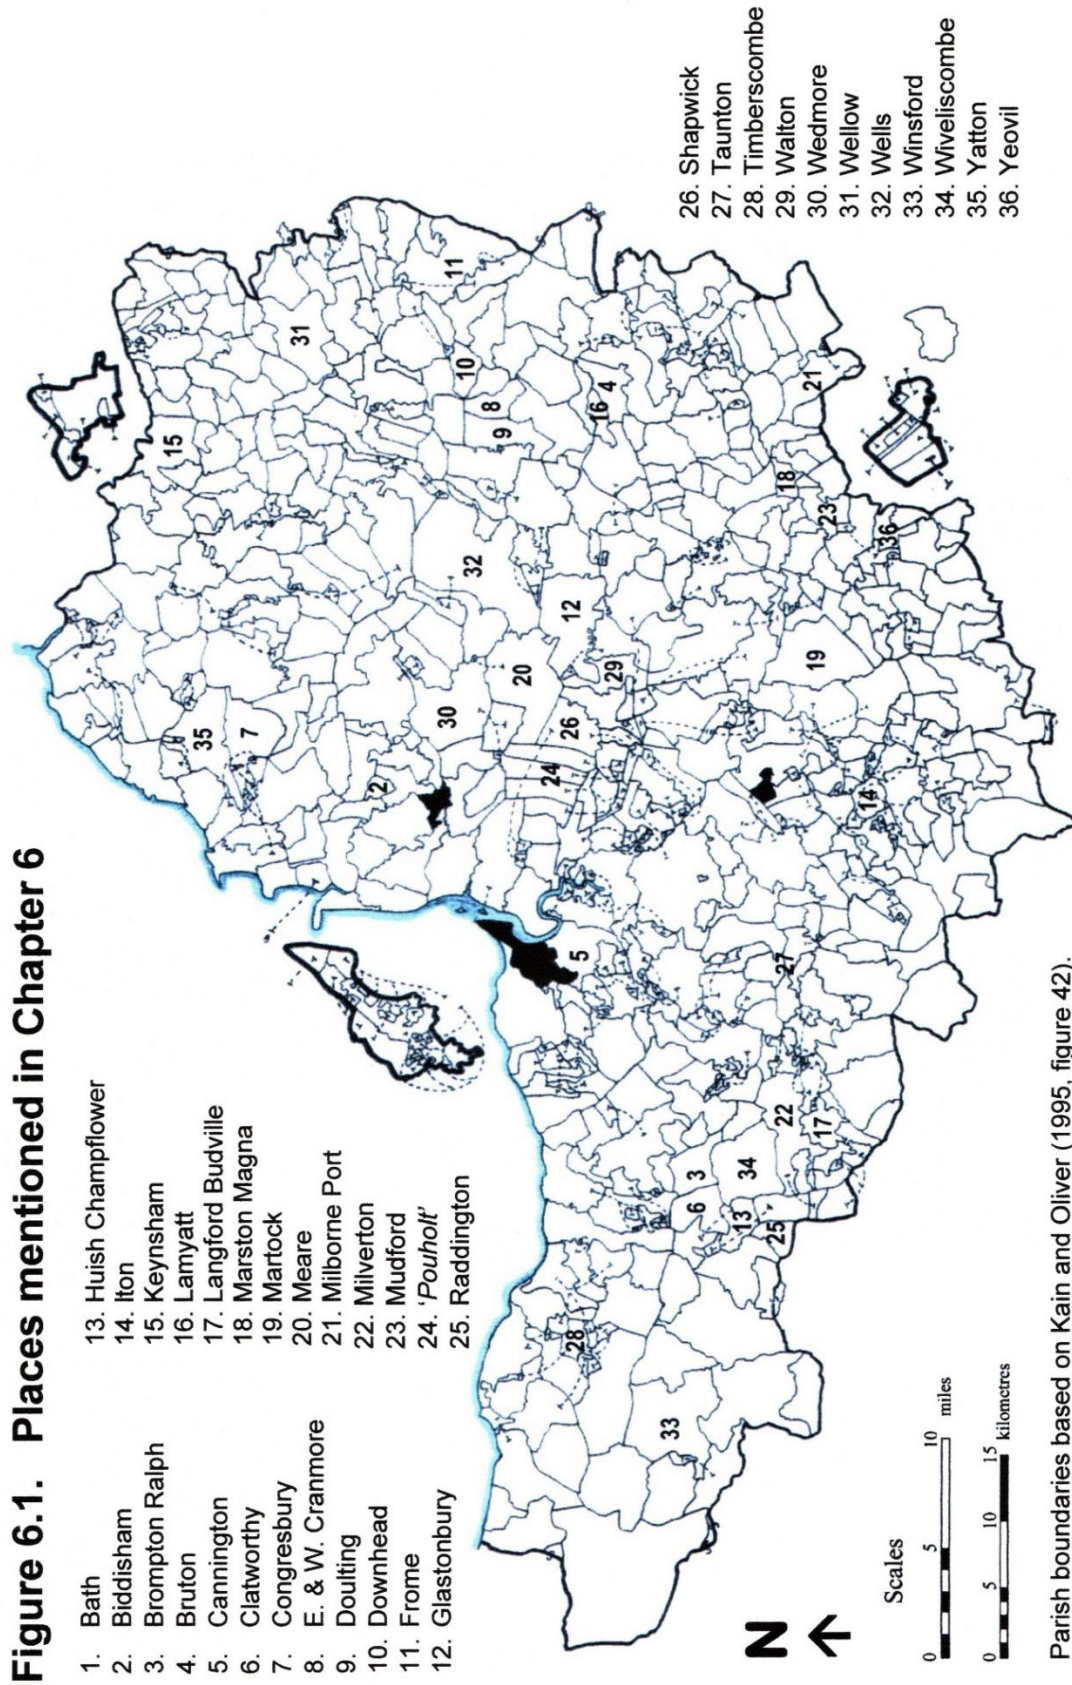 Figure 6.1. Places mentioned in Chapter 6
1. Bath
2. Biddisham
3. Brompton Ralph
4. Bruton
5. Cannington
6. Clatworthy
7. Congresbury
8. E. & W. Cranmore
9. Doulting
10. Downhead
11. Frome
12. Glastonbury
13. Huish Champflower
14. Ilton
15. Keynsham
16. Lamyatt
17. Langford Budville
18. Marston Magna
19. Martock
20. Meare
21. Milborne Port
22. Milverton
23. Mudford
24. 'Pouholt'
25. Raddington
26. Shapwick
27. Taunton
28. Timberscombe
29. Walton
30. Wedmore
31. Wellow
32. Wells
33. Winsford
34. Wiveliscombe
35. Yatton
36. Yeovil
15
31
35
7
2
10
11
30
32
8
9
20
24
26
12
16
4
5
29
28
3
6
33
34
13
25
22
17
27
19
18
21
23
14
36
N
Scales
0 5 10 miles
0 5 10 15 kilometres
Parish boundaries based on Kain and Oliver (1995, figure 42).